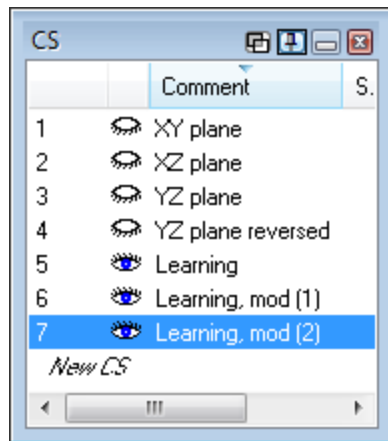 CS
Comment S.
1 XY plane
2 XZ plane
3 YZ plane
4 YZ plane reversed
5 Learning
6 Learning, mod (1)
7 Learning, mod (2)
New CS